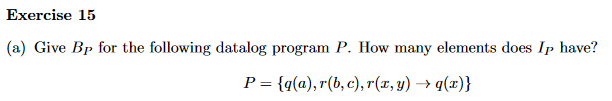 Exercise 15
(a) Give B_P for the following datalog program P. How many elements does I_P have?
P = {q(a), r(b, c), r(x, y) → q(x)}